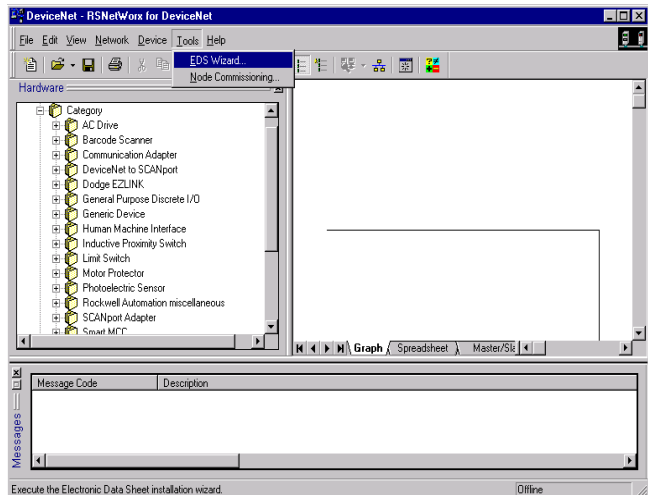 DeviceNet - RSNetWorx for DeviceNet
File Edit View Network Device Tools Help
EDS Wizard...
Node Commissioning...
Hardware
Category
AC Drive
Barcode Scanner
Communication Adapter
DeviceNet to SCANport
Dodge EZLINK
General Purpose Discrete I/O
Generic Device
Human Machine Interface
Inductive Proximity Switch
Limit Switch
Motor Protector
Photoelectric Sensor
Rockwell Automation miscellaneous
SCANport Adapter
Smart MCC
Graph Spreadsheet Master/Sla
Messages
Message Code Description
Execute the Electronic Data Sheet installation wizard. Offline